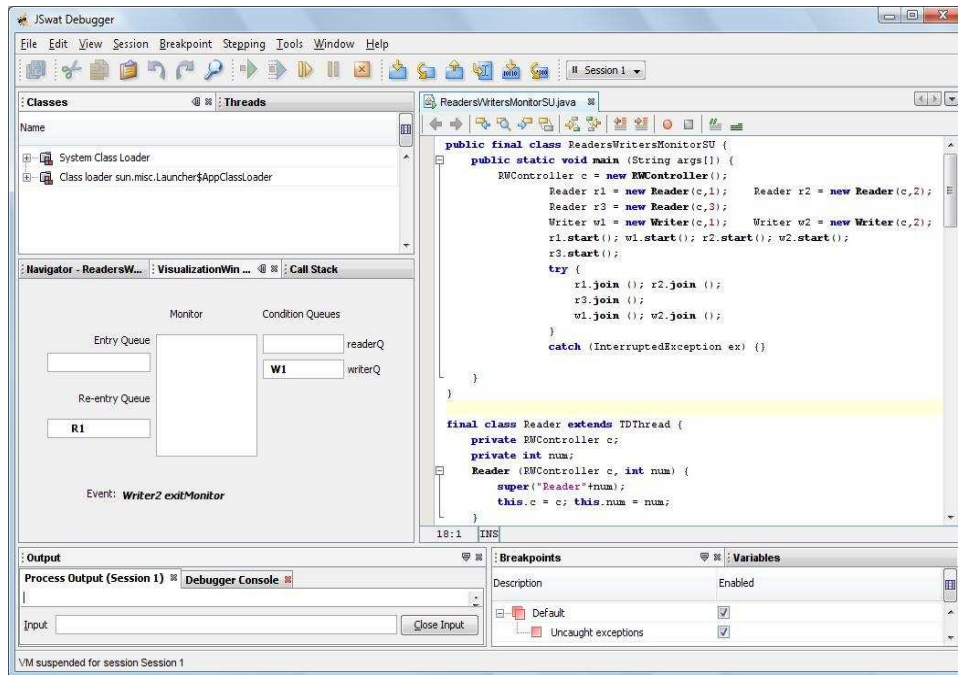 JSwat Debugger
File Edit View Session Breakpoint Stepping Tools Window Help
Session 1
Classes
Threads
Name
System Class Loader
Class loader sun.misc.Launcher$AppClassLoader
Navigator - ReadersW...
VisualizationWin ...
Call Stack
Monitor
Condition Queues
Entry Queue
readerQ
W1
writerQ
Re-entry Queue
R1
Event: Writer2 exitMonitor
ReadersWritersMonitorSU.java
public final class ReadersWritersMonitorSU {
public static void main (String args[]) {
RWController c = new RWController();
Reader r1 = new Reader(c,1); Reader r2 = new Reader(c,2);
Reader r3 = new Reader(c,3);
Writer w1 = new Writer(c,1); Writer w2 = new Writer(c,2);
r1.start(); w1.start(); r2.start(); w2.start();
r3.start();
try {
r1.join (); r2.join ();
r3.join ();
w1.join (); w2.join ();
}
catch (InterruptedException ex) {}
}
}
final class Reader extends TDThread {
private RWController c;
private int num;
Reader (RWController c, int num) {
super("Reader"+num);
this.c = c; this.num = num;
}
18:1 INS
Output
Process Output (Session 1)
Debugger Console
Input
Close Input
Breakpoints
Variables
Description
Enabled
Default
Uncaught exceptions
VM suspended for session Session 1